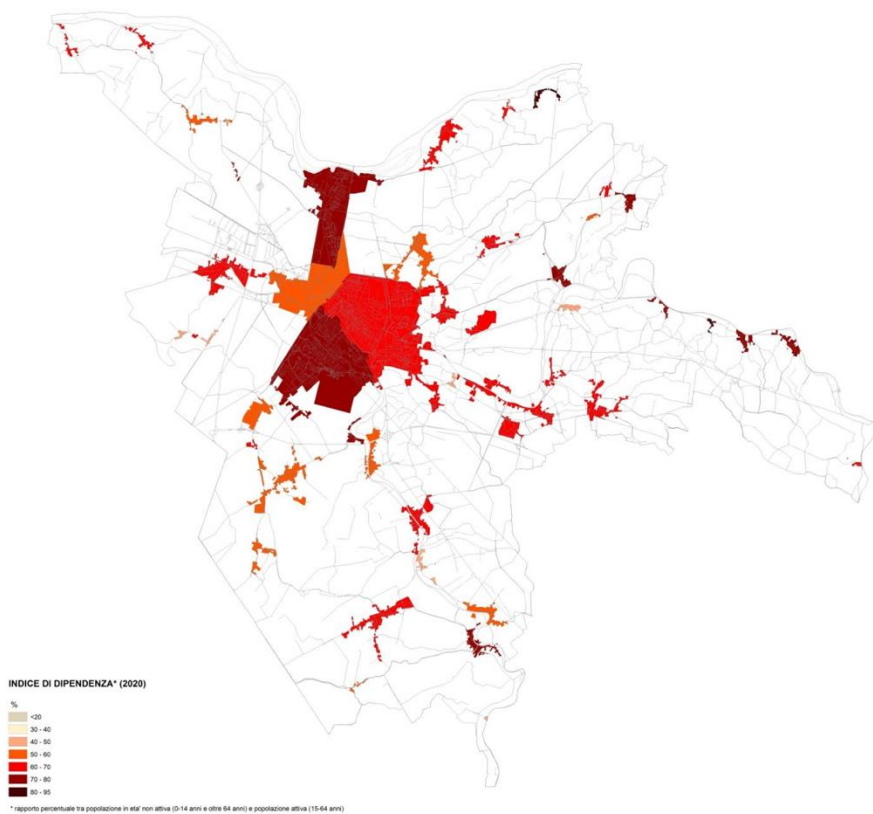 INDICE DI DIPENDENZA* (2020)
%
<20
30 - 40
40 - 50
50 - 60
60 - 70
70 - 80
80 - 95
* rapporto percentuale tra popolazione in eta' non attiva (0-14 anni e oltre 64 anni) e popolazione attiva (15-64 anni)